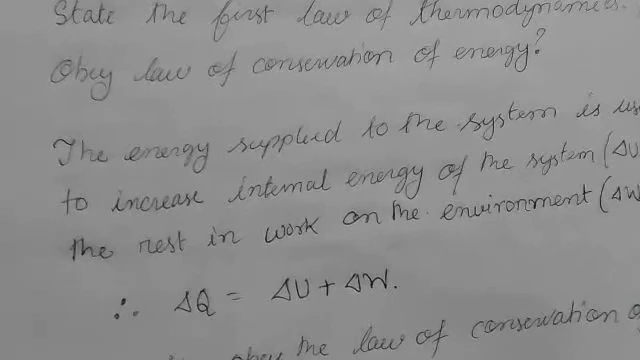 State the first law of thermodynamics.
Obey law of conservation of energy?
The energy supplied to the system is
to increase internal energy of the system (ΔU
the rest in work on the environment (ΔW
∴ ΔQ = ΔU + ΔW.
obey the law of conservation